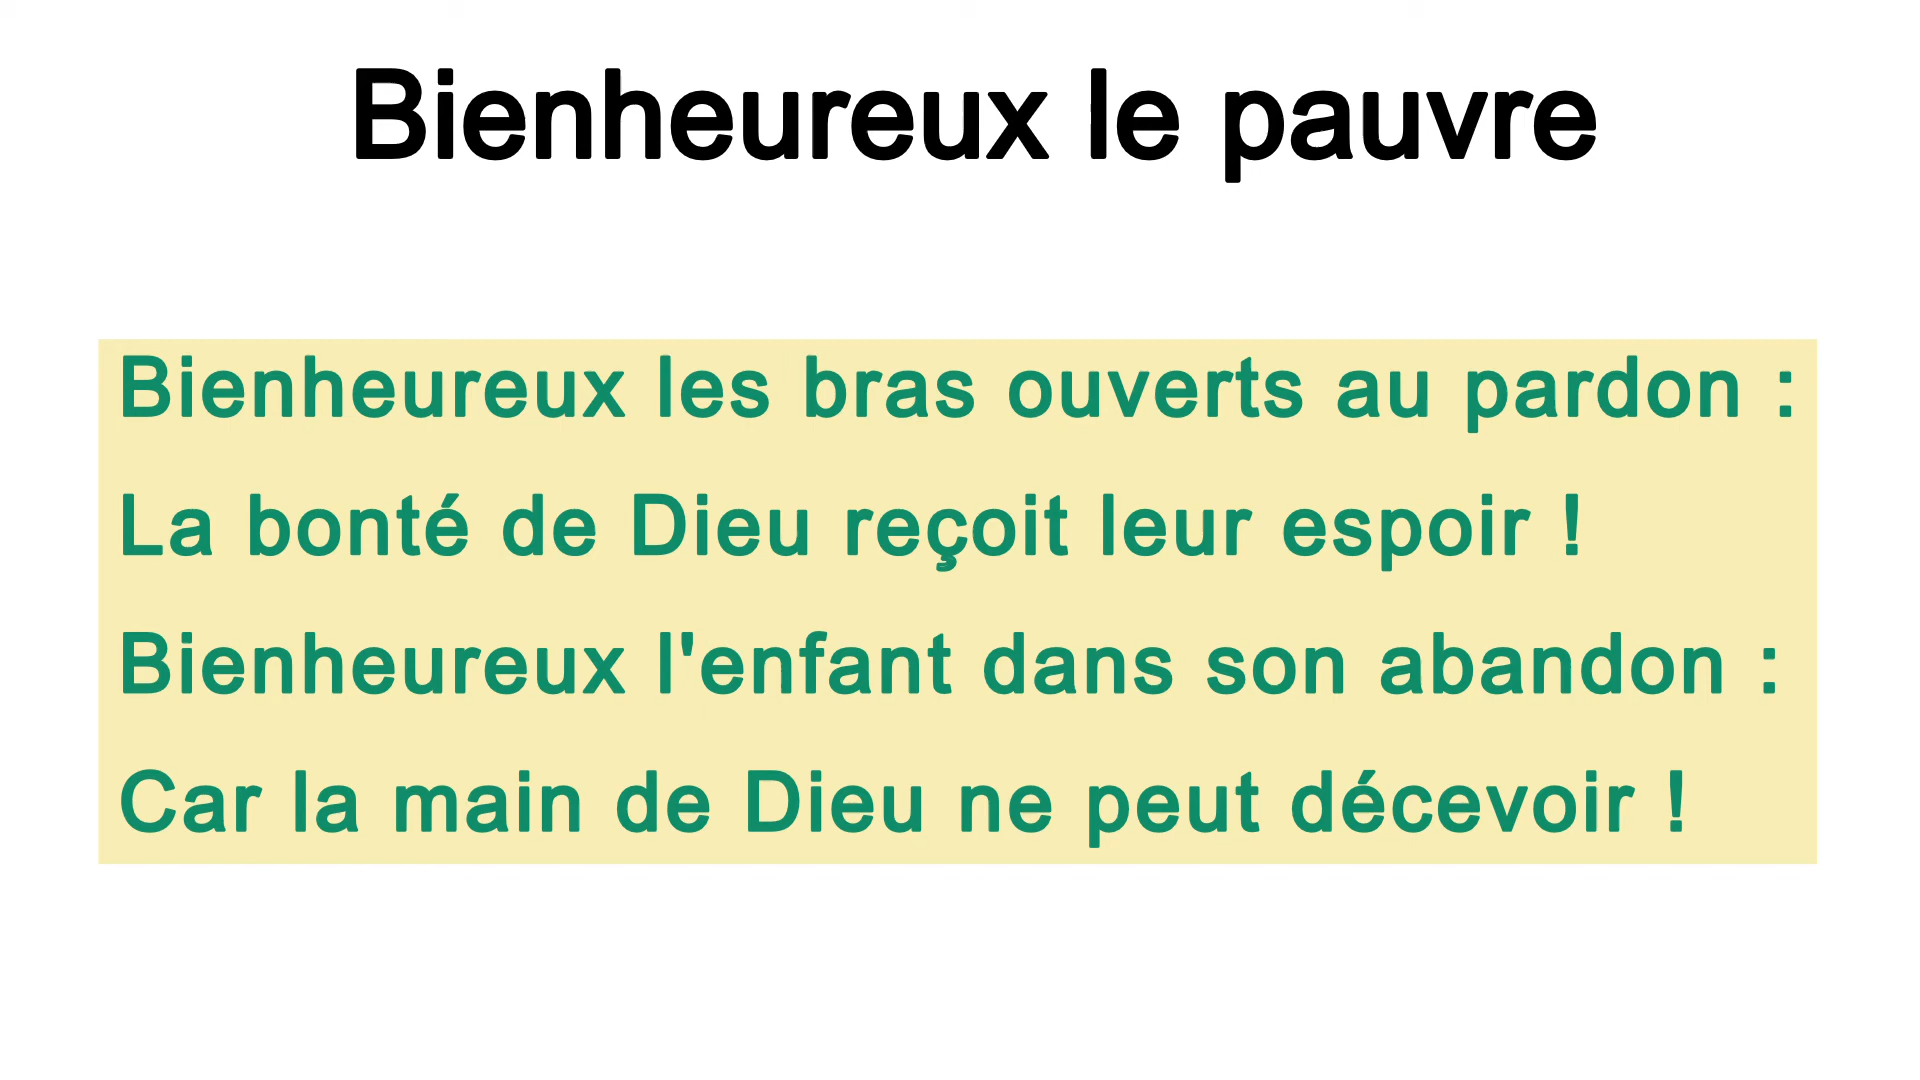 Bienheureux le pauvre
Bienheureux les bras ouverts au pardon :
La bonté de Dieu reçoit leur espoir !
Bienheureux l'enfant dans son abandon :
Car la main de Dieu ne peut décevoir !